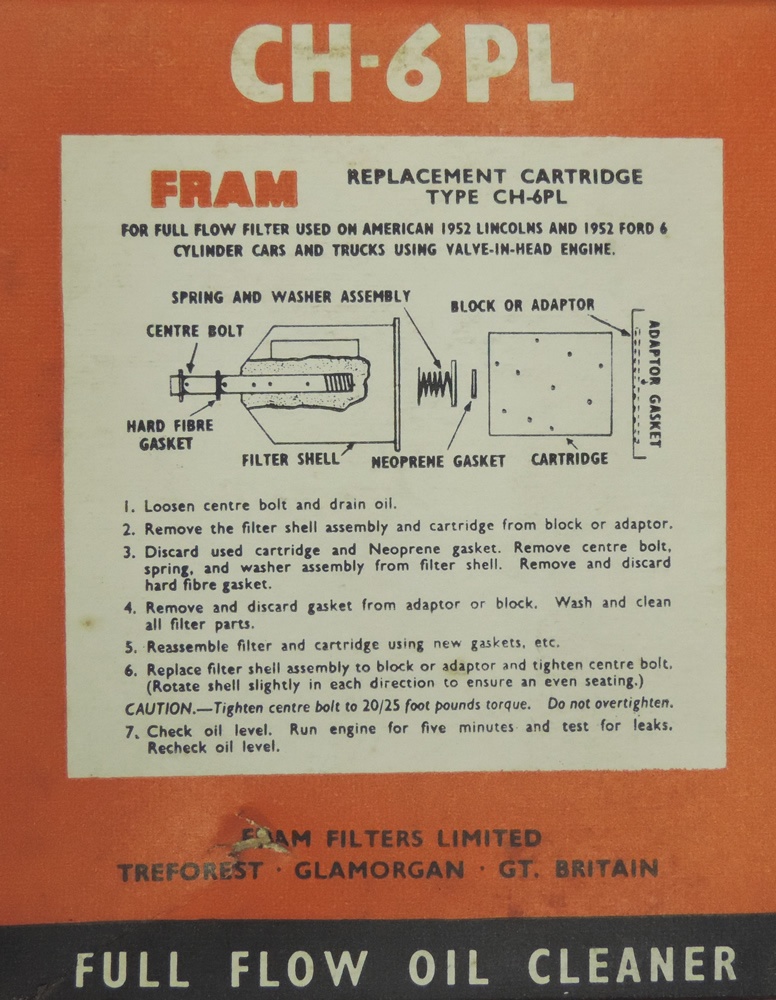 CH-6PL
FRAM
REPLACEMENT CARTRIDGE
TYPE CH-6PL
FOR FULL FLOW FILTER USED ON AMERICAN 1952 LINCOLNS AND 1952 FORD 6
CYLINDER CARS AND TRUCKS USING VALVE-IN-HEAD ENGINE.
SPRING AND WASHER ASSEMBLY
BLOCK OR ADAPTOR
CENTRE BOLT
ADAPTOR GASKET
HARD FIBRE
GASKET
FILTER SHELL
NEOPRENE GASKET
CARTRIDGE
1. Loosen centre bolt and drain oil.
2. Remove the filter shell assembly and cartridge from block or adaptor.
3. Discard used cartridge and Neoprene gasket. Remove centre bolt,
spring, and washer assembly from filter shell. Remove and discard
hard fibre gasket.
4. Remove and discard gasket from adaptor or block. Wash and clean
all filter parts.
5. Reassemble filter and cartridge using new gaskets, etc.
6. Replace filter shell assembly to block or adaptor and tighten centre bolt.
(Rotate shell slightly in each direction to ensure an even seating.)
CAUTION.—Tighten centre bolt to 20/25 foot pounds torque. Do not overtighten.
7. Check oil level. Run engine for five minutes and test for leaks.
Recheck oil level.
FRAM FILTERS LIMITED
TREFOREST · GLAMORGAN · GT. BRITAIN
FULL FLOW OIL CLEANER